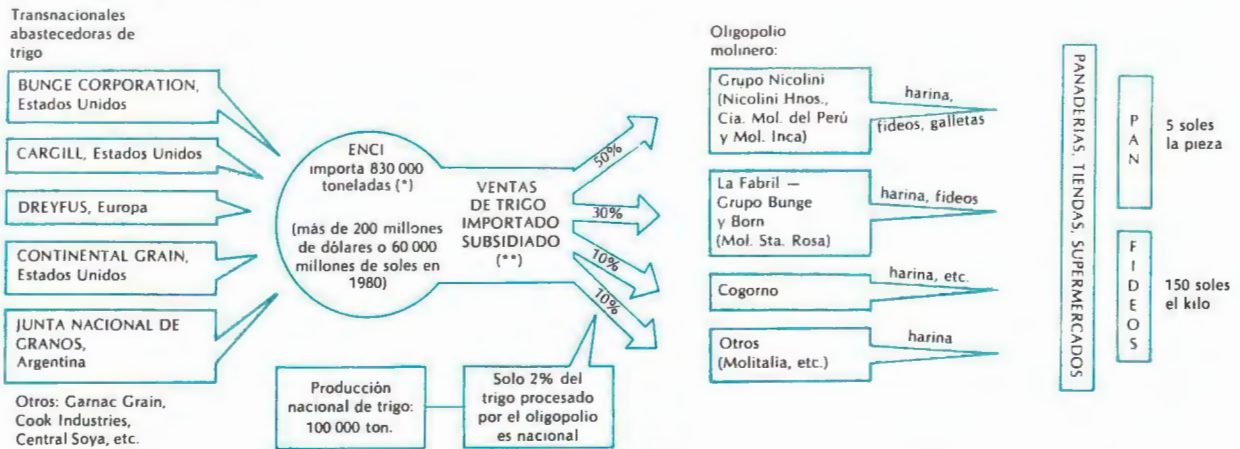 Transnacionales
abastecedoras de
trigo
BUNGE CORPORATION,
Estados Unidos
CARGILL, Estados Unidos
DREYFUS, Europa
CONTINENTAL GRAIN,
Estados Unidos
JUNTA NACIONAL DE
GRANOS,
Argentina
Otros: Garnac Grain,
Cook Industries,
Central Soya, etc.
ENCI
importa 830 000
toneladas (*)
(más de 200 millones
de dólares o 60 000
millones de soles en
1980)
Producción
nacional de trigo:
100 000 ton.
VENTAS
DE TRIGO
IMPORTADO
SUBSIDIADO
(**)
50%
30%
10%
10%
Solo 2% del
trigo procesado
por el oligopolio
es nacional
Oligopolio
molinero:
Grupo Nicolini
(Nicolini Hnos.,
Cía. Mol. del Perú
y Mol. Inca)
harina,
fideos, galletas
La Fabril —
Grupo Bunge
y Born
(Mol. Sta. Rosa)
harina, fideos
Cogorno
harina, etc.
Otros
(Molitalia, etc.)
harina
PANADERIAS, TIENDAS, SUPERMERCADOS
PAN
5 soles
la pieza
FIDEOS
150 soles
el kilo